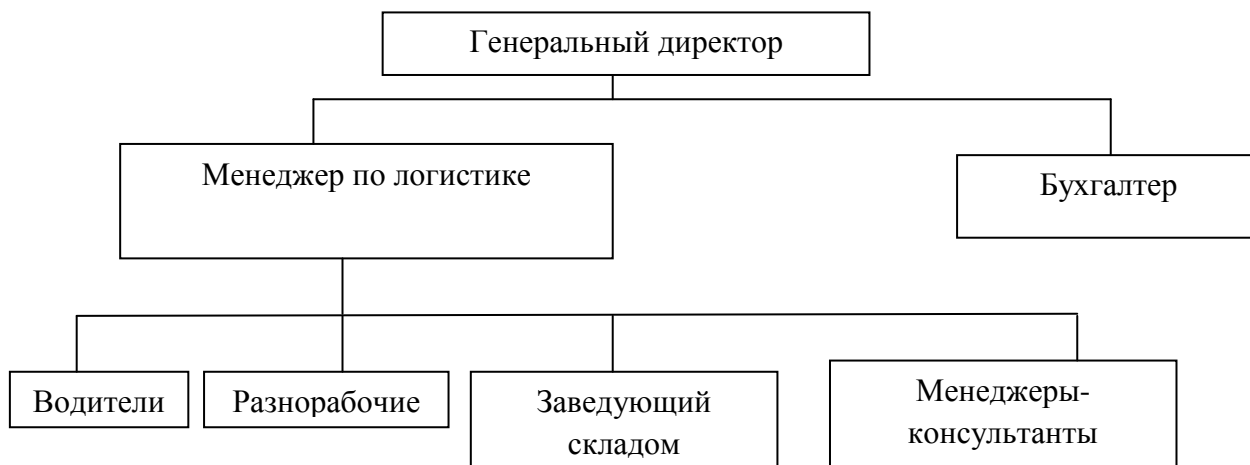 Генеральный директор
Менеджер по логистике
Бухгалтер
Водители
Разнорабочие
Заведующий
складом
Менеджеры-
консультанты